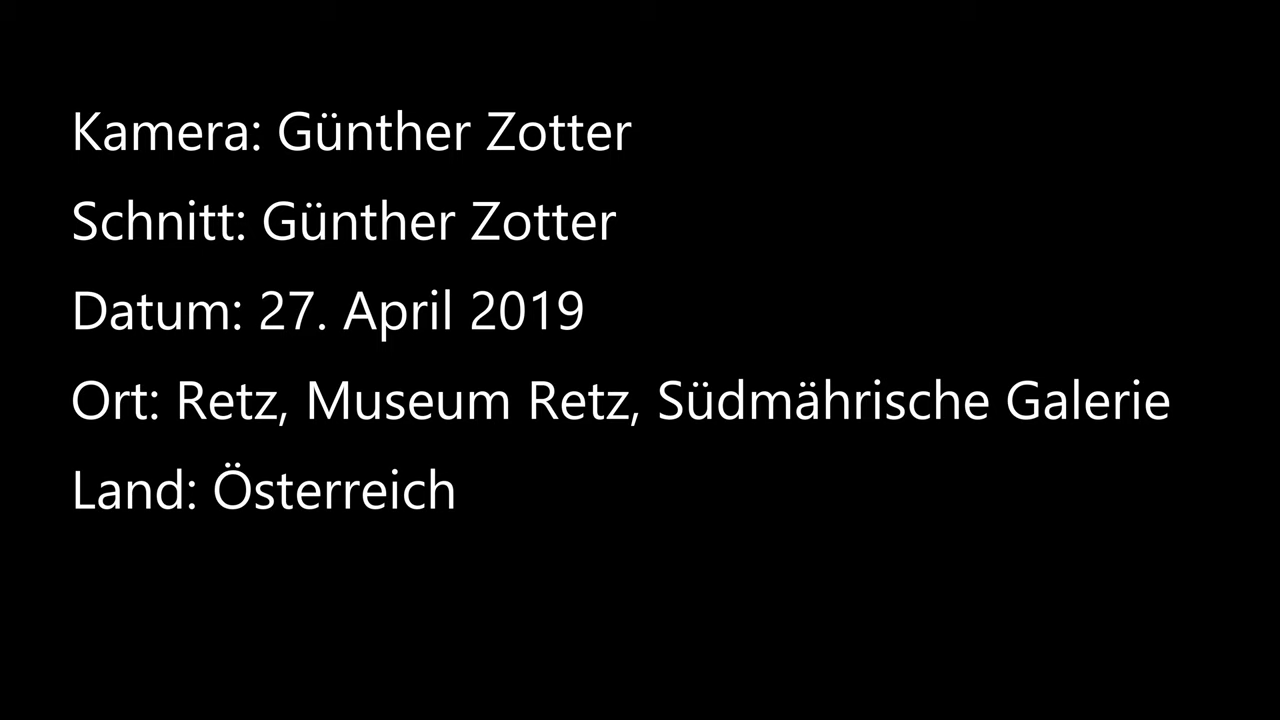 Kamera: Günther Zotter
Schnitt: Günther Zotter
Datum: 27. April 2019
Ort: Retz, Museum Retz, Südmährische Galerie
Land: Österreich